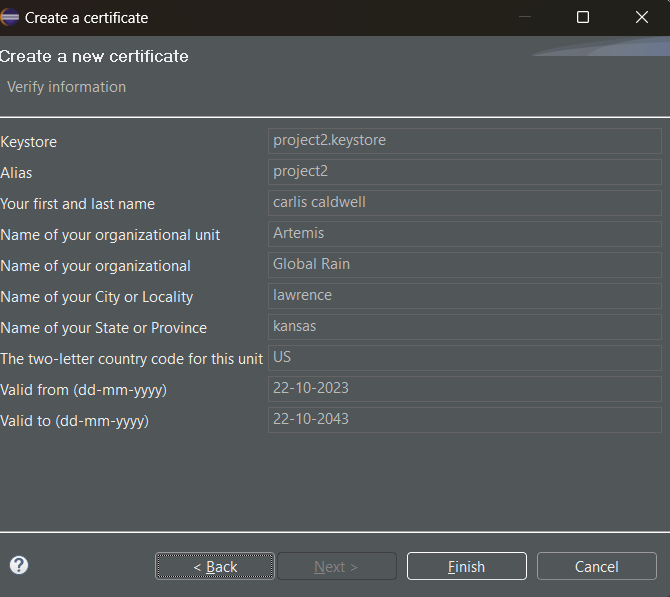 Create a certificate
Create a new certificate
Verify information
Keystore project2.keystore
Alias project2
Your first and last name carlis caldwell
Name of your organizational unit Artemis
Name of your organizational Global Rain
Name of your City or Locality lawrence
Name of your State or Province kansas
The two-letter country code for this unit US
Valid from (dd-mm-yyyy) 22-10-2023
Valid to (dd-mm-yyyy) 22-10-2043
? < Back Next > Finish Cancel